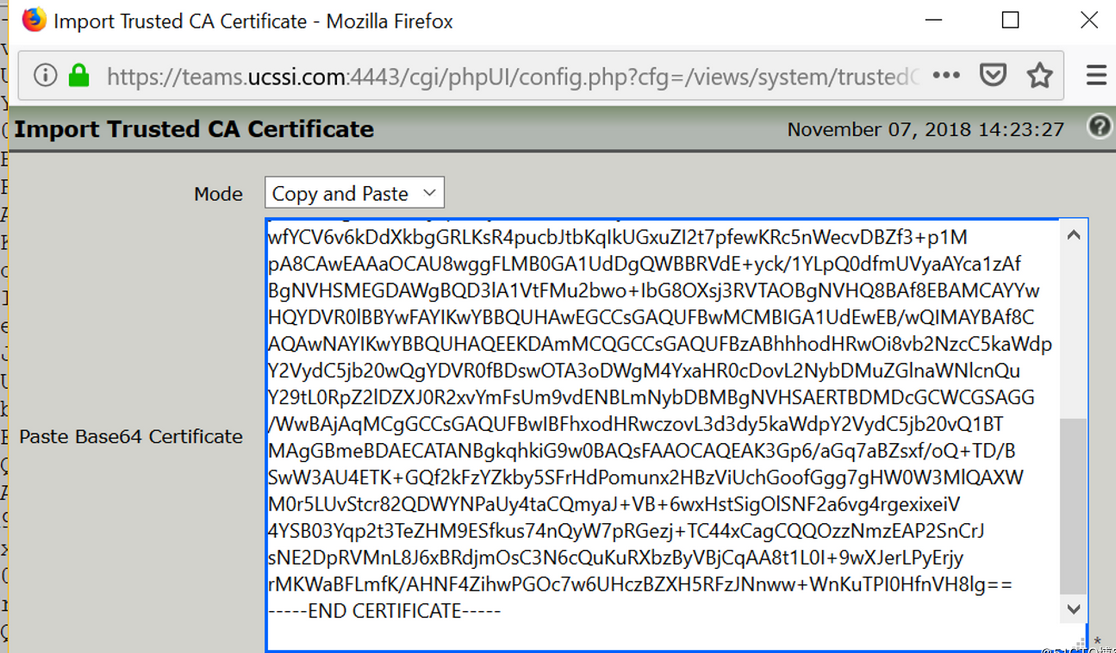 Import Trusted CA Certificate - Mozilla Firefox
https://teams.ucssi.com:4443/cgi/phpUI/config.php?cfg=/views/system/trusted
Import Trusted CA Certificate
November 07, 2018 14:23:27
Mode
Copy and Paste
wfYCV6v6kDdXkbgGRLKsR4pucbJtbKqIkUGxuZI2t7pfewKRc5nWecvDBZf3+p1M
pA8CAwEAAaOCAU8wggFLMB0GA1UdDgQWBBRVdE+yck/1YLpQ0dfmUVyaAYca1zAf
BgNVHSMEGDAWgBQD3lA1VtFMu2bwo+IbG8OXsj3RVTAOBgNVHQ8BAf8EBAMCAYYw
HQYDVR0lBBYwFAYIKwYBBQUHAwEGCCsGAQUFBwMCMBIGA1UdEwEB/wQIMAYBAf8C
AQAwNAYIKwYBBQUHAQEEKDAmMCQGCCsGAQUFBzABhhhodHRwOi8vb2NzcC5kaWdp
Y2VydC5jb20wQgYDVR0fBDswOTA3oDWgM4YxaHR0cDovL2NybDMuZGlnaWNlcnQu
Y29tL0RpZ2lDZXJ0R2xvYmFsUm9vdENBLmNybDBMBgNVHSAERTBDMDcGCWCGSAGG
/WwBAjAqMCgGCCsGAQUFBwIBFhxodHRwczovL3d3dy5kaWdpY2VydC5jb20vQ1BT
Paste Base64 Certificate
MAgGBmeBDAECATANBgkqhkiG9w0BAQsFAAOCAQEAK3Gp6/aGq7aBZsxf/oQ+TD/B
SwW3AU4ETK+GQf2kFzYZkby5SFrHdPomunx2HBzViUchGoofGgg7gHW0W3MlQAXW
M0r5LUvStcr82QDWYNPaUy4taCQmyaJ+VB+6wxHstSigOlSNF2a6vg4rgexixeiV
4YSB03Yqp2t3TeZHM9ESfkus74nQyW7pRGezj+TC44xCagCQQOzzNmzEAP2SnCrJ
sNE2DpRVMnL8J6xBRdjmOsC3N6cQuKuRXbzByVBjCqAA8t1L0I+9wXJerLPyErjy
rMKWaBFLmfK/AHNF4ZihwPGOc7w6UHczBZXH5RFzJNnww+WnKuTPI0HfnVH8lg==
-----END CERTIFICATE-----
*